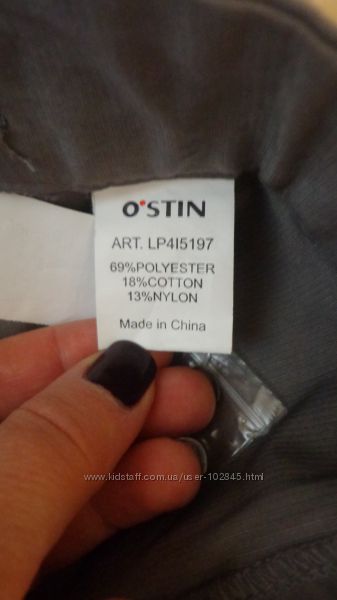 O'STIN
ART. LP4I5197
69%POLYESTER
18%COTTON
13%NYLON
Made in China
www.kidstaff.com.ua/user-102845.html